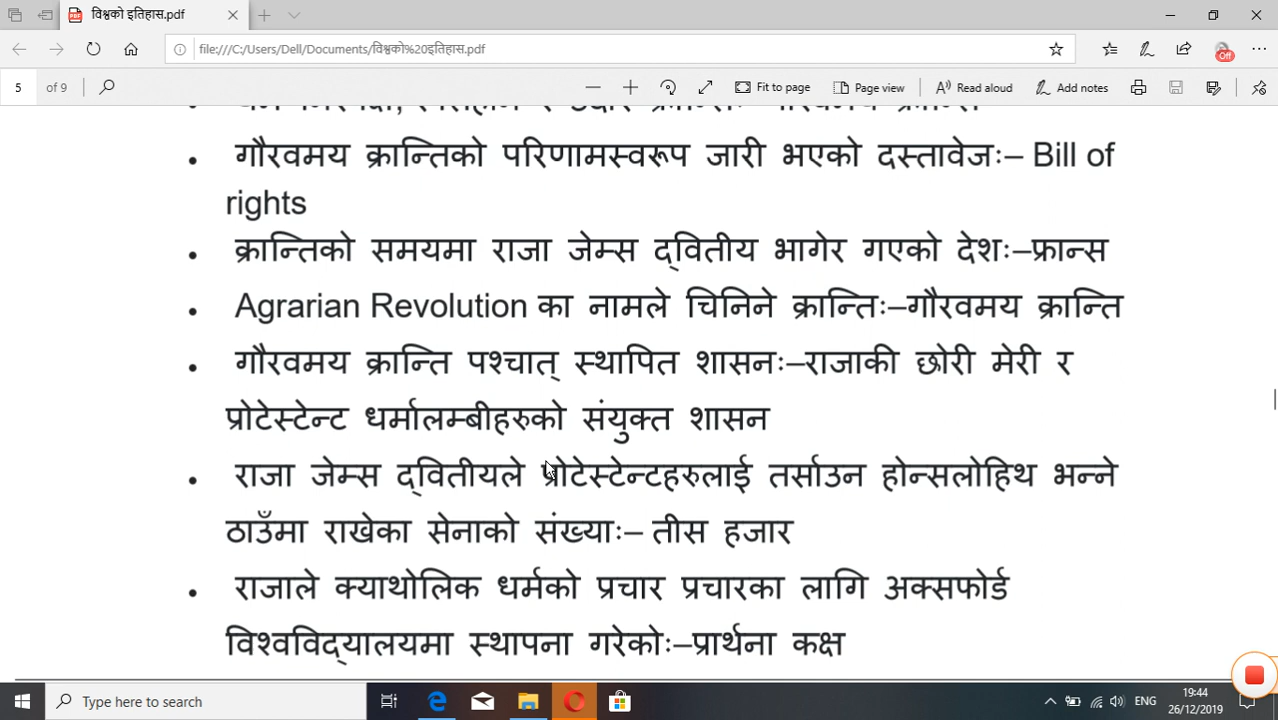 विश्वको इतिहास.pdf
file:///C:/Users/Dell/Documents/विश्वको%20इतिहास.pdf
Off
5 of 9 Fit to page Page view Read aloud Add notes
गौरवमय क्रान्तिको परिणामस्वरूप जारी भएको दस्तावेजः– Bill of
rights
क्रान्तिको समयमा राजा जेम्स द्वितीय भागेर गएको देशः–फ्रान्स
Agrarian Revolution का नामले चिनिने क्रान्तिः–गौरवमय क्रान्ति
गौरवमय क्रान्ति पश्चात् स्थापित शासनः–राजाकी छोरी मेरी र
प्रोटेस्टेन्ट धर्मालम्बीहरुको संयुक्त शासन
राजा जेम्स द्वितीयले प्रोटेस्टेन्टहरुलाई तर्साउन होन्सलोहिथ भन्ने
ठाउँमा राखेका सेनाको संख्याः– तीस हजार
राजाले क्याथोलिक धर्मको प्रचार प्रचारका लागि अक्सफोर्ड
विश्वविद्यालयमा स्थापना गरेकोः–प्रार्थना कक्ष
Type here to search ENG 19:44
26/12/2019